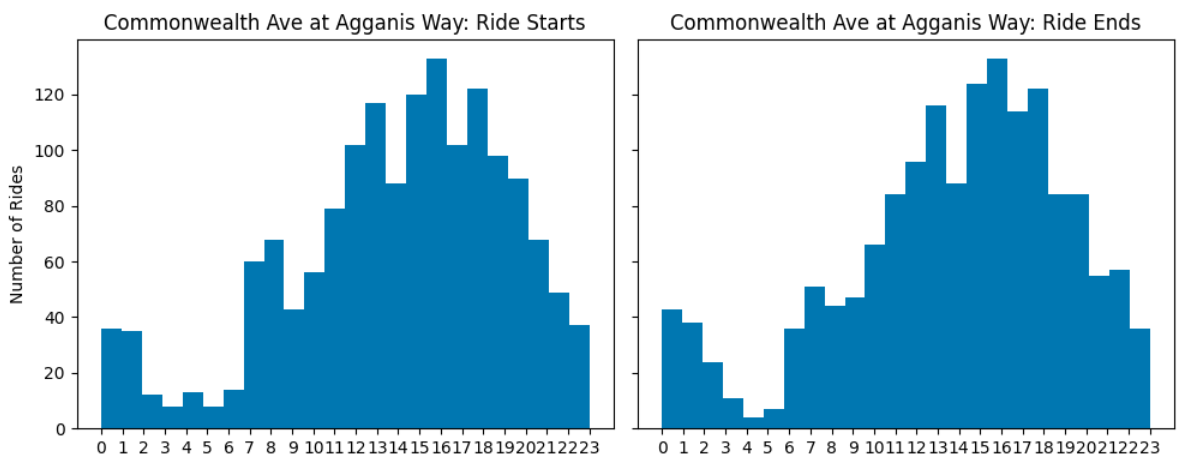 Commonwealth Ave at Agganis Way: Ride Starts
Commonwealth Ave at Agganis Way: Ride Ends
Number of Rides
120
100
80
60
40
20
0
0 1 2 3 4 5 6 7 8 9 10 11 12 13 14 15 16 17 18 19 20 21 22 23
0 1 2 3 4 5 6 7 8 9 10 11 12 13 14 15 16 17 18 19 20 21 22 23